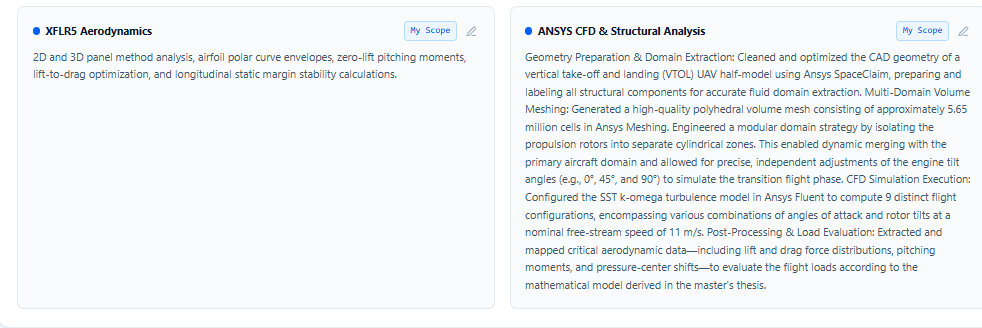 XFLR5 Aerodynamics
My Scope
2D and 3D panel method analysis, airfoil polar curve envelopes, zero-lift pitching moments,
lift-to-drag optimization, and longitudinal static margin stability calculations.
ANSYS CFD & Structural Analysis
My Scope
Geometry Preparation & Domain Extraction: Cleaned and optimized the CAD geometry of a
vertical take-off and landing (VTOL) UAV half-model using Ansys SpaceClaim, preparing and
labeling all structural components for accurate fluid domain extraction. Multi-Domain Volume
Meshing: Generated a high-quality polyhedral volume mesh consisting of approximately 5.65
million cells in Ansys Meshing. Engineered a modular domain strategy by isolating the
propulsion rotors into separate cylindrical zones. This enabled dynamic merging with the
primary aircraft domain and allowed for precise, independent adjustments of the engine tilt
angles (e.g., 0°, 45°, and 90°) to simulate the transition flight phase. CFD Simulation Execution:
Configured the SST k-omega turbulence model in Ansys Fluent to compute 9 distinct flight
configurations, encompassing various combinations of angles of attack and rotor tilts at a
nominal free-stream speed of 11 m/s. Post-Processing & Load Evaluation: Extracted and
mapped critical aerodynamic data—including lift and drag force distributions, pitching
moments, and pressure-center shifts—to evaluate the flight loads according to the
mathematical model derived in the master's thesis.